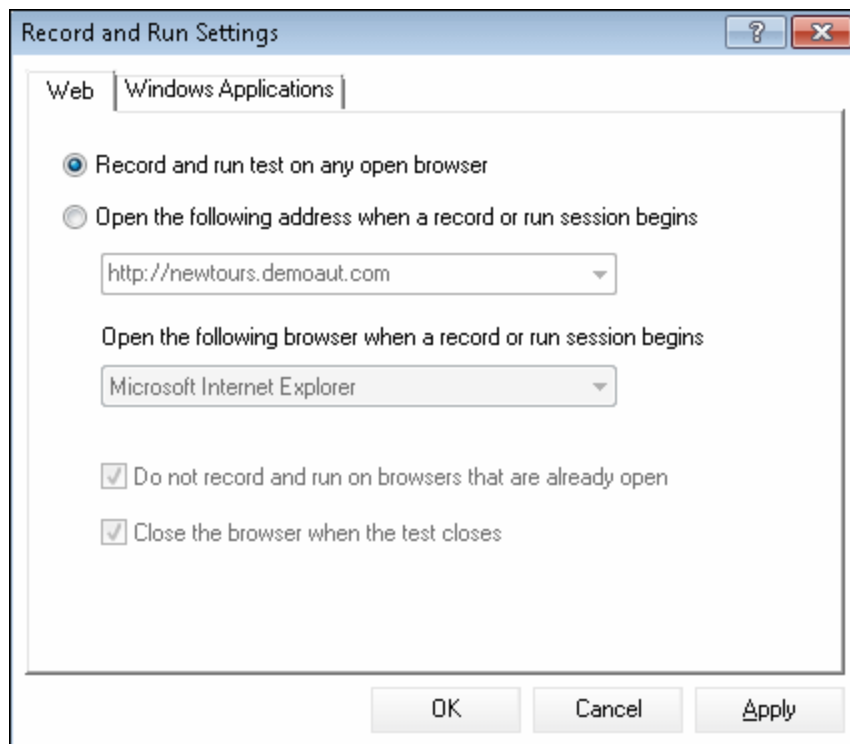 Record and Run Settings
?
Web
Windows Applications
Record and run test on any open browser
Open the following address when a record or run session begins
http://newtours.demoaut.com
Open the following browser when a record or run session begins
Microsoft Internet Explorer
Do not record and run on browsers that are already open
Close the browser when the test closes
OK
Cancel
Apply